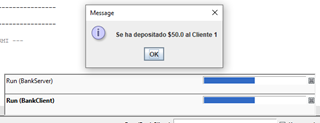 Message
Se ha depositado $50.0 al Cliente 1
OK
Run (BankServer)
Run (BankClient)